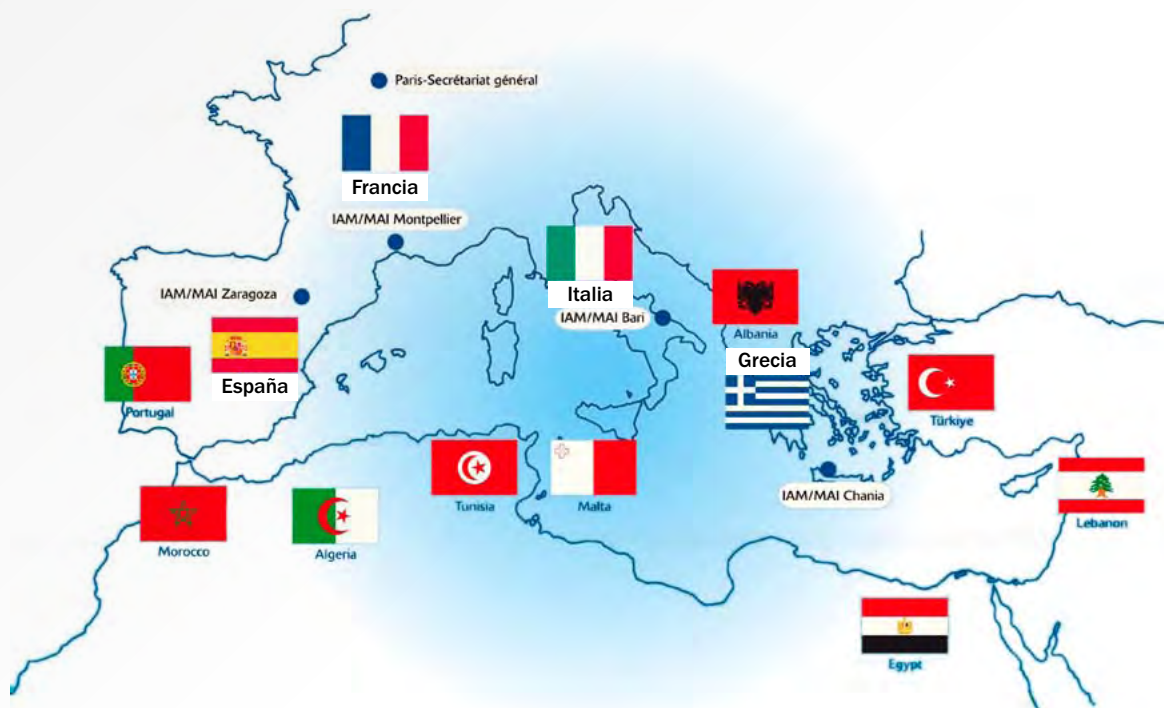 Paris-Secrétariat général
Francia
IAM/MAI Montpellier
IAM/MAI Zaragoza
Italia
IAM/MAI Bari
Albania
Grecia
España
Portugal
Türkiye
Tunisia
Malta
IAM/MAI Chania
Lebanon
Morocco
Algeria
Egypt